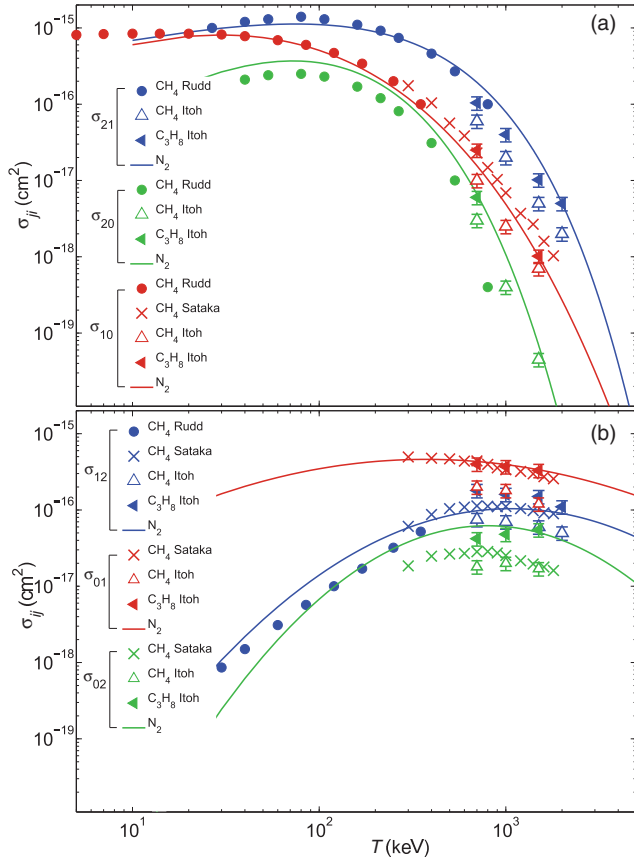 (a)
10⁻¹⁵
10⁻¹⁶
10⁻¹⁷
10⁻¹⁸
10⁻¹⁹
σji (cm²)
σ21
CH4 Rudd
CH4 Itoh
C3H8 Itoh
N2
σ20
CH4 Rudd
CH4 Itoh
C3H8 Itoh
N2
σ10
CH4 Rudd
CH4 Sataka
CH4 Itoh
C3H8 Itoh
N2
(b)
10⁻¹⁵
10⁻¹⁶
10⁻¹⁷
10⁻¹⁸
10⁻¹⁹
σij (cm²)
σ12
CH4 Rudd
CH4 Sataka
CH4 Itoh
C3H8 Itoh
N2
σ01
CH4 Sataka
CH4 Itoh
C3H8 Itoh
N2
σ02
CH4 Sataka
CH4 Itoh
C3H8 Itoh
N2
10¹ 10² 10³
T (keV)